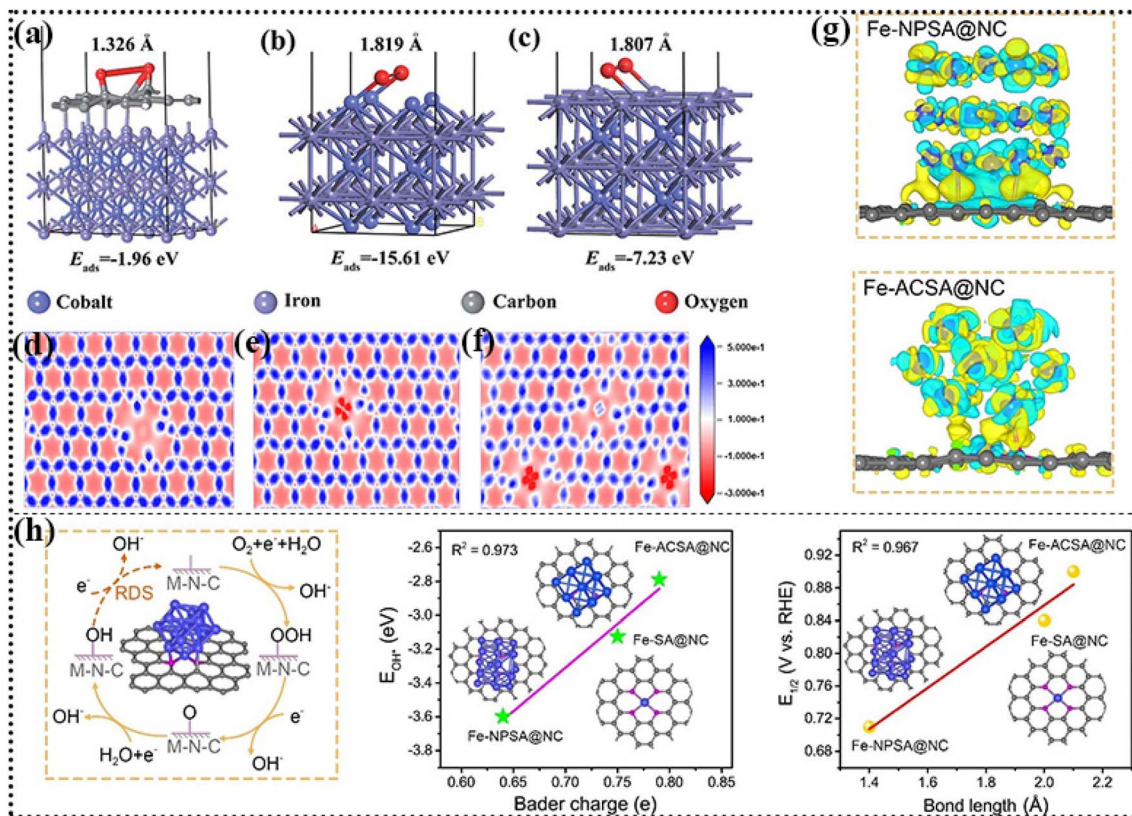 (a)
1.326 Å
E_ads=-1.96 eV
(b)
1.819 Å
E_ads=-15.61 eV
(c)
1.807 Å
E_ads=-7.23 eV
Cobalt
Iron
Carbon
Oxygen
(d)
(e)
(f)
5.000e-1
3.000e-1
1.000e-1
-1.000e-1
-3.000e-1
(g)
Fe-NPSA@NC
Fe-ACSA@NC
(h)
OH⁻
O₂+e⁻+H₂O
e⁻
RDS
M-N-C
OH⁻
OH
M-N-C
OOH
M-N-C
OH⁻
O
e⁻
H₂O+e⁻
M-N-C
OH⁻
R² = 0.973
Fe-ACSA@NC
Fe-SA@NC
Fe-NPSA@NC
E_OH* (eV)
-2.6
-2.8
-3.0
-3.2
-3.4
-3.6
-3.8
0.60
0.65
0.70
0.75
0.80
0.85
Bader charge (e)
R² = 0.967
Fe-ACSA@NC
Fe-SA@NC
Fe-NPSA@NC
E_1/2 (V vs. RHE)
0.92
0.88
0.84
0.80
0.76
0.72
0.68
1.4
1.6
1.8
2.0
2.2
Bond length (Å)